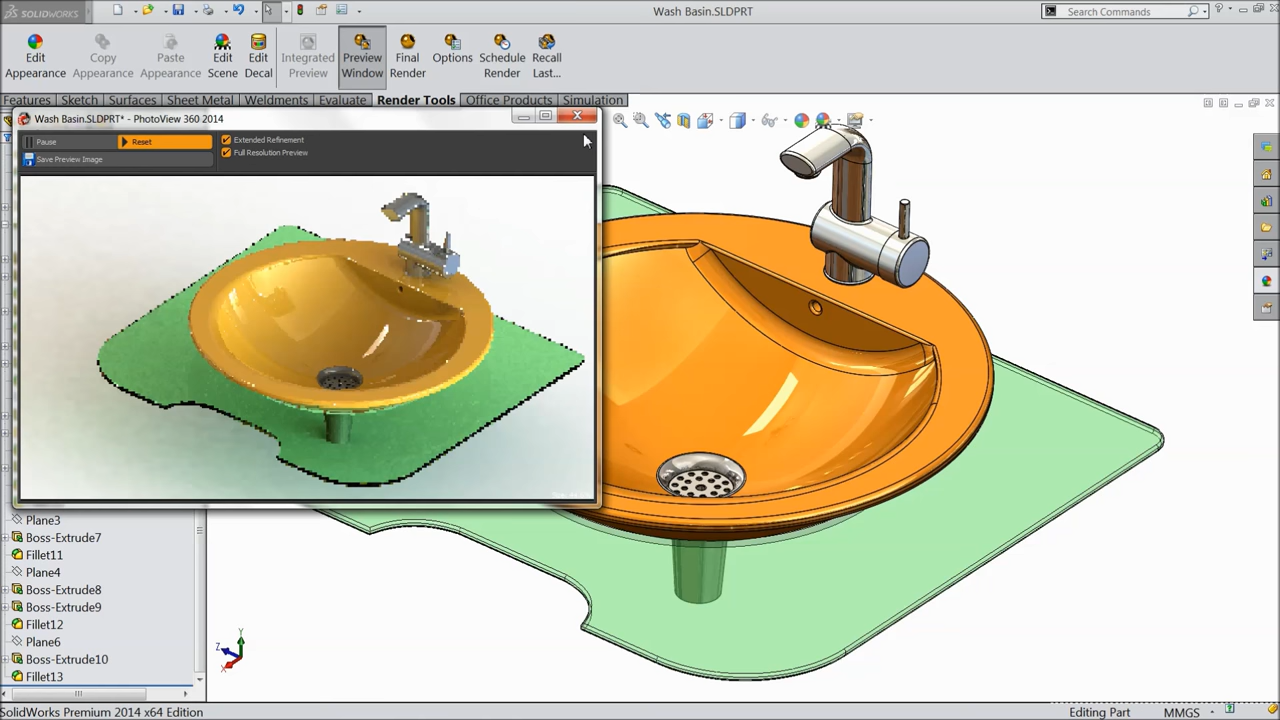 SOLIDWORKS
Wash Basin.SLDPRT *
Search Commands
Edit
Appearance
Copy
Appearance
Paste
Appearance
Edit
Scene
Edit
Decal
Integrated
Preview
Preview
Window
Final
Render
Options
Schedule
Render
Recall
Last...
Features
Sketch
Surfaces
Sheet Metal
Weldments
Evaluate
Render Tools
Office Products
Simulation
Wash Basin.SLDPRT* - PhotoView 360 2014
Pause
Reset
Save Preview Image
Extended Refinement
Full Resolution Preview
Plane3
Boss-Extrude7
Fillet11
Plane4
Boss-Extrude8
Boss-Extrude9
Fillet12
Plane6
Boss-Extrude10
Fillet13
Y
Z
X
SolidWorks Premium 2014 x64 Edition
Editing Part
MMGS